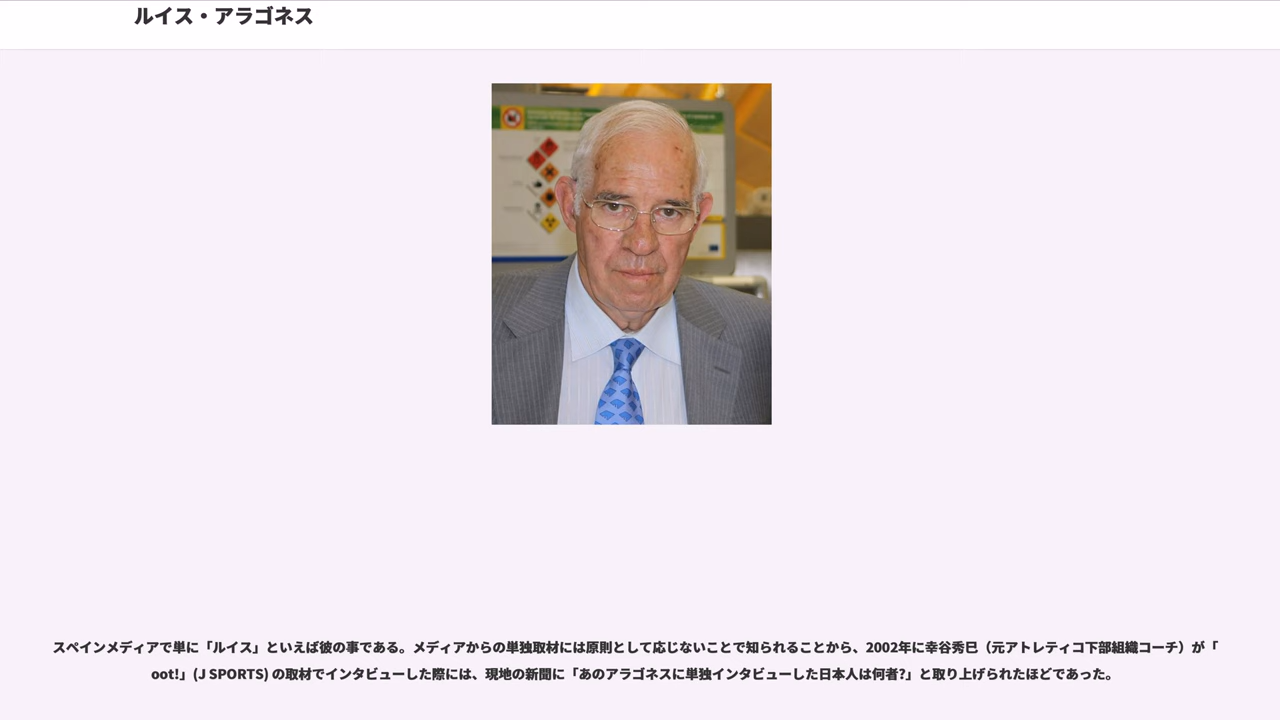 ルイス・アラゴネス
スペインメディアで単に「ルイス」といえば彼の事である。メディアからの単独取材には原則として応じないことで知られることから、2002年に幸谷秀巳（元アトレティコ下部組織コーチ）が「
oot!」(J SPORTS) の取材でインタビューした際には、現地の新聞に「あのアラゴネスに単独インタビューした日本人は何者?」と取り上げられたほどであった。